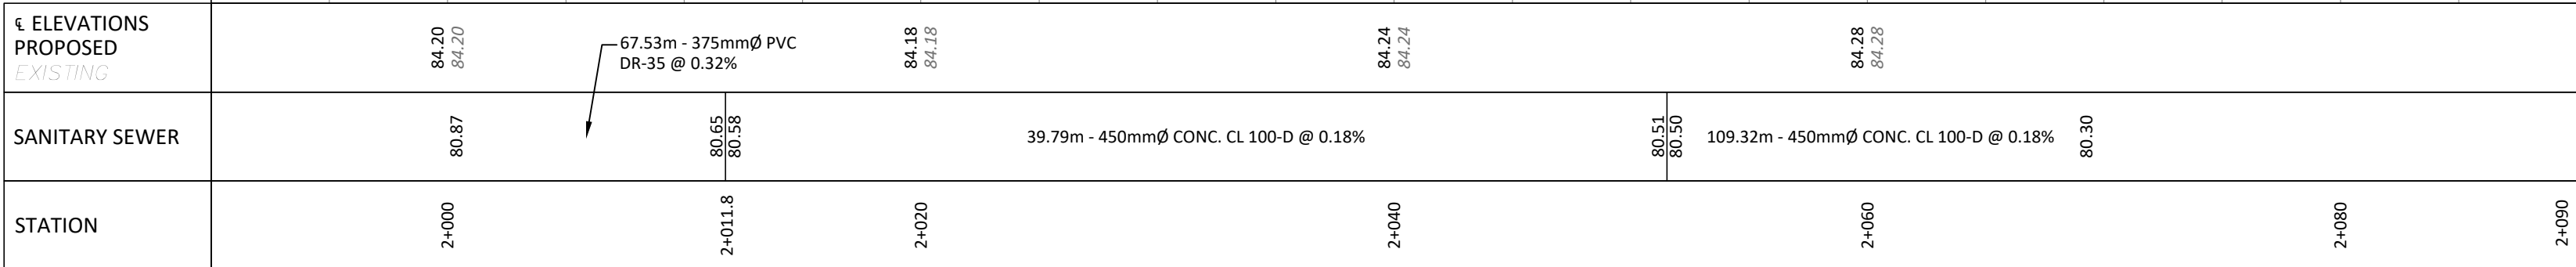 ℄ ELEVATIONS
PROPOSED
EXISTING
84.20
84.20
67.53m - 375mmØ PVC
DR-35 @ 0.32%
84.18
84.18
84.24
84.24
84.28
84.28
SANITARY SEWER
80.87
80.65
80.58
39.79m - 450mmØ CONC. CL 100-D @ 0.18%
80.51
80.50
109.32m - 450mmØ CONC. CL 100-D @ 0.18%
80.30
STATION
2+000
2+011.8
2+020
2+040
2+060
2+080
2+090